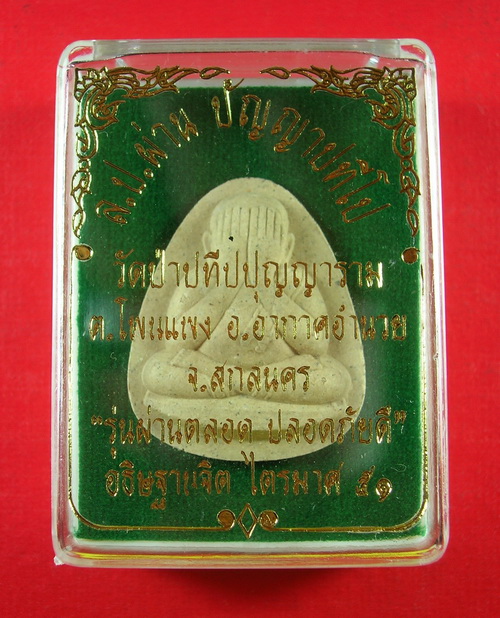 ล.ป.ผ่าน ปัญญาปทีโป
วัดป่าปทีปปุญญาราม
ต.โพนแพง อ.อากาศอำนวย
จ.สกลนคร
"รุ่นผ่านตลอด ปลอดภัยดี"
อธิษฐานจิต ไตรมาศ ๕๑